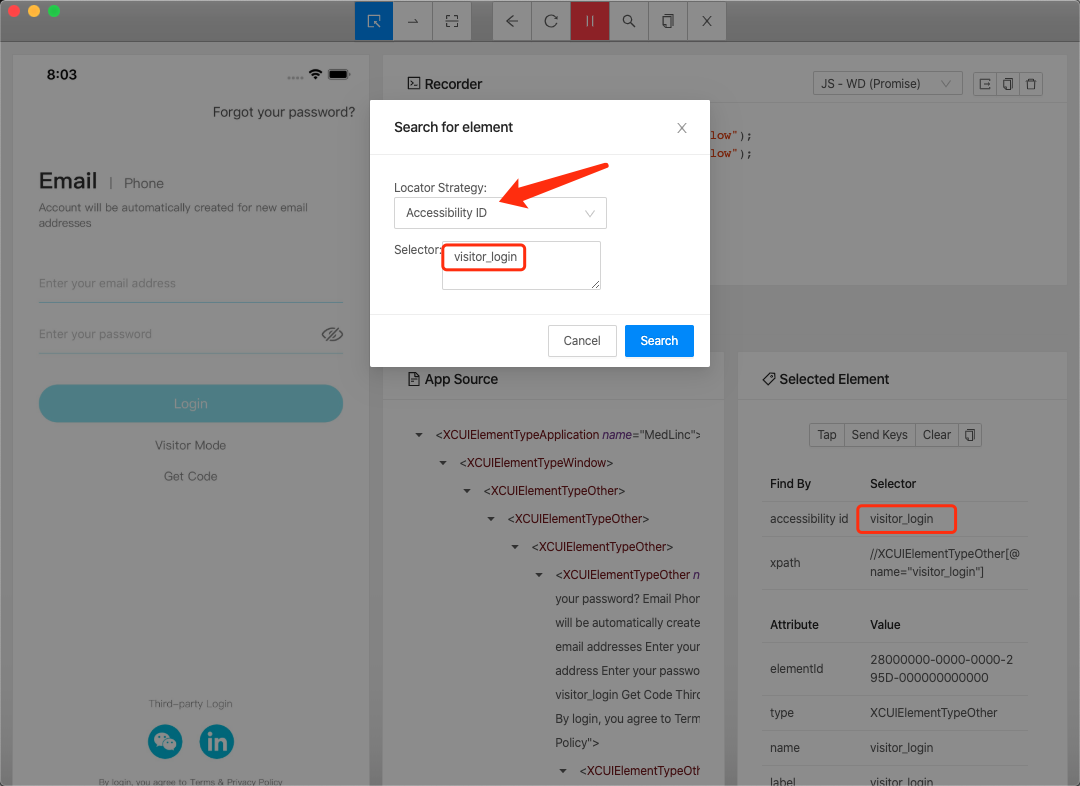 8:03
Forgot your password?
Email | Phone
Account will be automatically created for new email
addresses
Enter your email address
Enter your password
Login
Visitor Mode
Get Code
Third-party Login
in
By login, you agree to Terms & Privacy Policy
Recorder
JS - WD (Promise)
low");
low");
Search for element
Locator Strategy:
Accessibility ID
Selector:
visitor_login
Cancel
Search
App Source
<XCUIElementTypeApplication name="MedLinc">
<XCUIElementTypeWindow>
<XCUIElementTypeOther>
<XCUIElementTypeOther>
<XCUIElementTypeOther>
<XCUIElementTypeOther n
your password? Email Phor
will be automatically create
email addresses Enter your
address Enter your passwo
visitor_login Get Code Third
By login, you agree to Term
Policy">
<XCUIElementTypeOth
Selected Element
Tap
Send Keys
Clear
Find By Selector
accessibility id visitor_login
xpath
//XCUIElementTypeOther[@
name="visitor_login"]
Attribute Value
elementId
28000000-0000-0000-2
95D-000000000000
type XCUIElementTypeOther
name visitor_login
label visitor_login